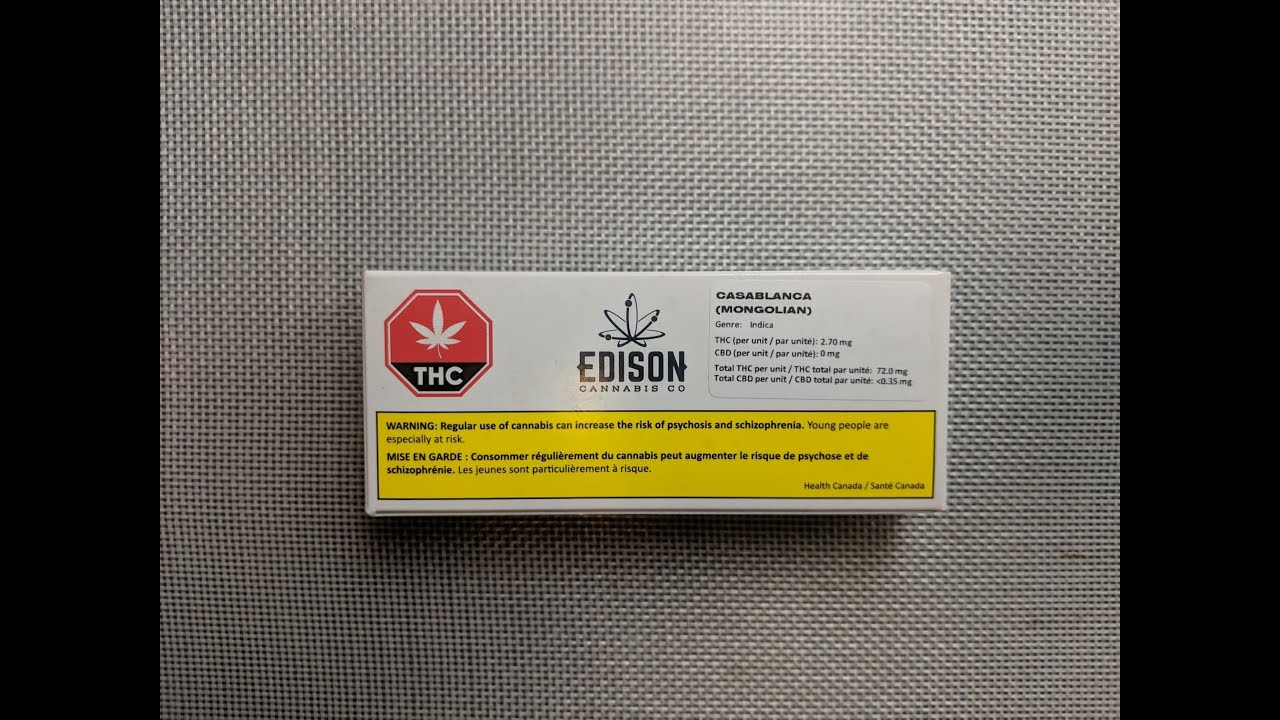 THC
EDISON
CANNABIS CO
CASABLANCA
(MONGOLIAN)
Genre: Indica
THC (per unit / par unité): 2.70 mg
CBD (per unit / par unité): 0 mg
Total THC per unit / THC total par unité: 72.0 mg
Total CBD per unit / CBD total par unité: <0.35 mg
WARNING: Regular use of cannabis can increase the risk of psychosis and schizophrenia. Young people are
especially at risk.
MISE EN GARDE : Consommer régulièrement du cannabis peut augmenter le risque de psychose et de
schizophrénie. Les jeunes sont particulièrement à risque.
Health Canada / Santé Canada